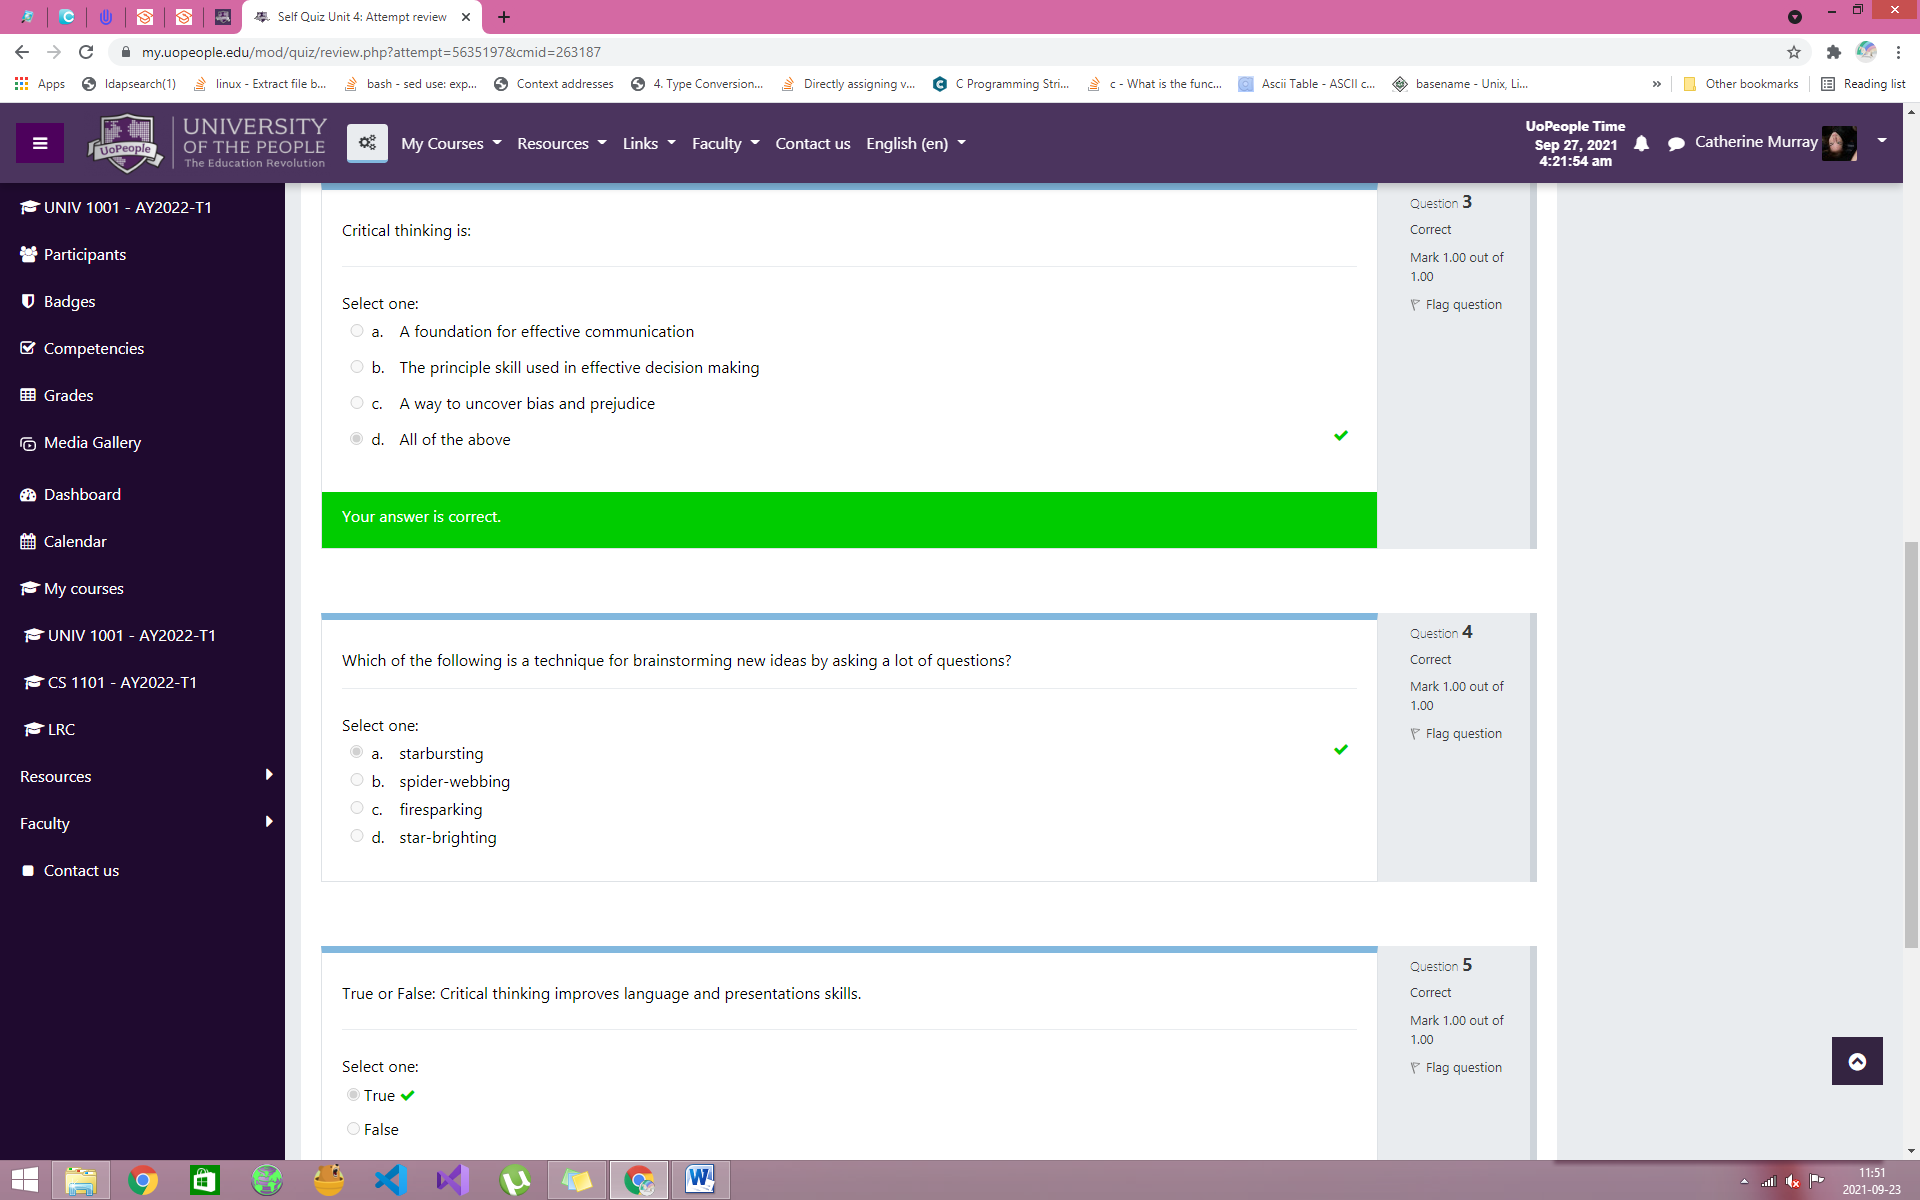 Self Quiz Unit 4: Attempt review
my.uopeople.edu/mod/quiz/review.php?attempt=5635197&cmid=263187
Apps
ldapsearch(1)
linux - Extract file b...
bash - sed use: exp...
Context addresses
4. Type Conversion...
Directly assigning v...
C Programming Stri...
c - What is the func...
Ascii Table - ASCII c...
basename - Unix, Li...
»
Other bookmarks
Reading list
UoPeople
UNIVERSITY
OF THE PEOPLE
The Education Revolution
My Courses
Resources
Links
Faculty
Contact us
English (en)
UoPeople Time
Sep 27, 2021
4:21:54 am
Catherine Murray
UNIV 1001 - AY2022-T1
Participants
Badges
Competencies
Grades
Media Gallery
Dashboard
Calendar
My courses
UNIV 1001 - AY2022-T1
CS 1101 - AY2022-T1
LRC
Resources
Faculty
Contact us
Critical thinking is:
Select one:
a. A foundation for effective communication
b. The principle skill used in effective decision making
c. A way to uncover bias and prejudice
d. All of the above
Your answer is correct.
Question 3
Correct
Mark 1.00 out of
1.00
Flag question
Which of the following is a technique for brainstorming new ideas by asking a lot of questions?
Select one:
a. starbursting
b. spider-webbing
c. firesparking
d. star-brighting
Question 4
Correct
Mark 1.00 out of
1.00
Flag question
True or False: Critical thinking improves language and presentations skills.
Select one:
True
False
Question 5
Correct
Mark 1.00 out of
1.00
Flag question
11:51
2021-09-23